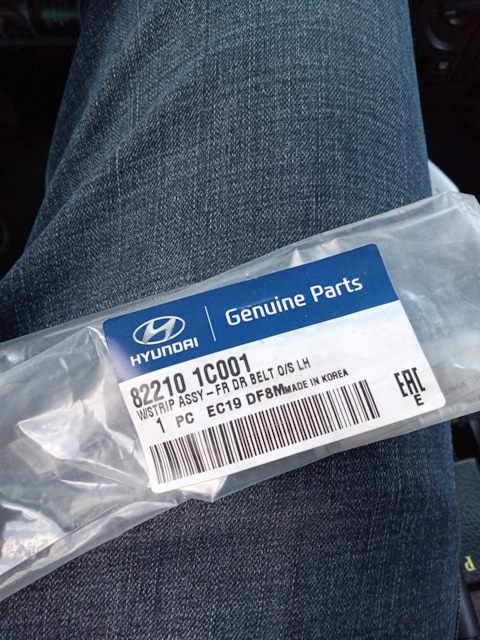 HYUNDAI
Genuine Parts
82210 1C001
W/STRIP ASSY-FR DR BELT O/S LH
1 PC EC19 DF8M MADE IN KOREA
EAC
E
P